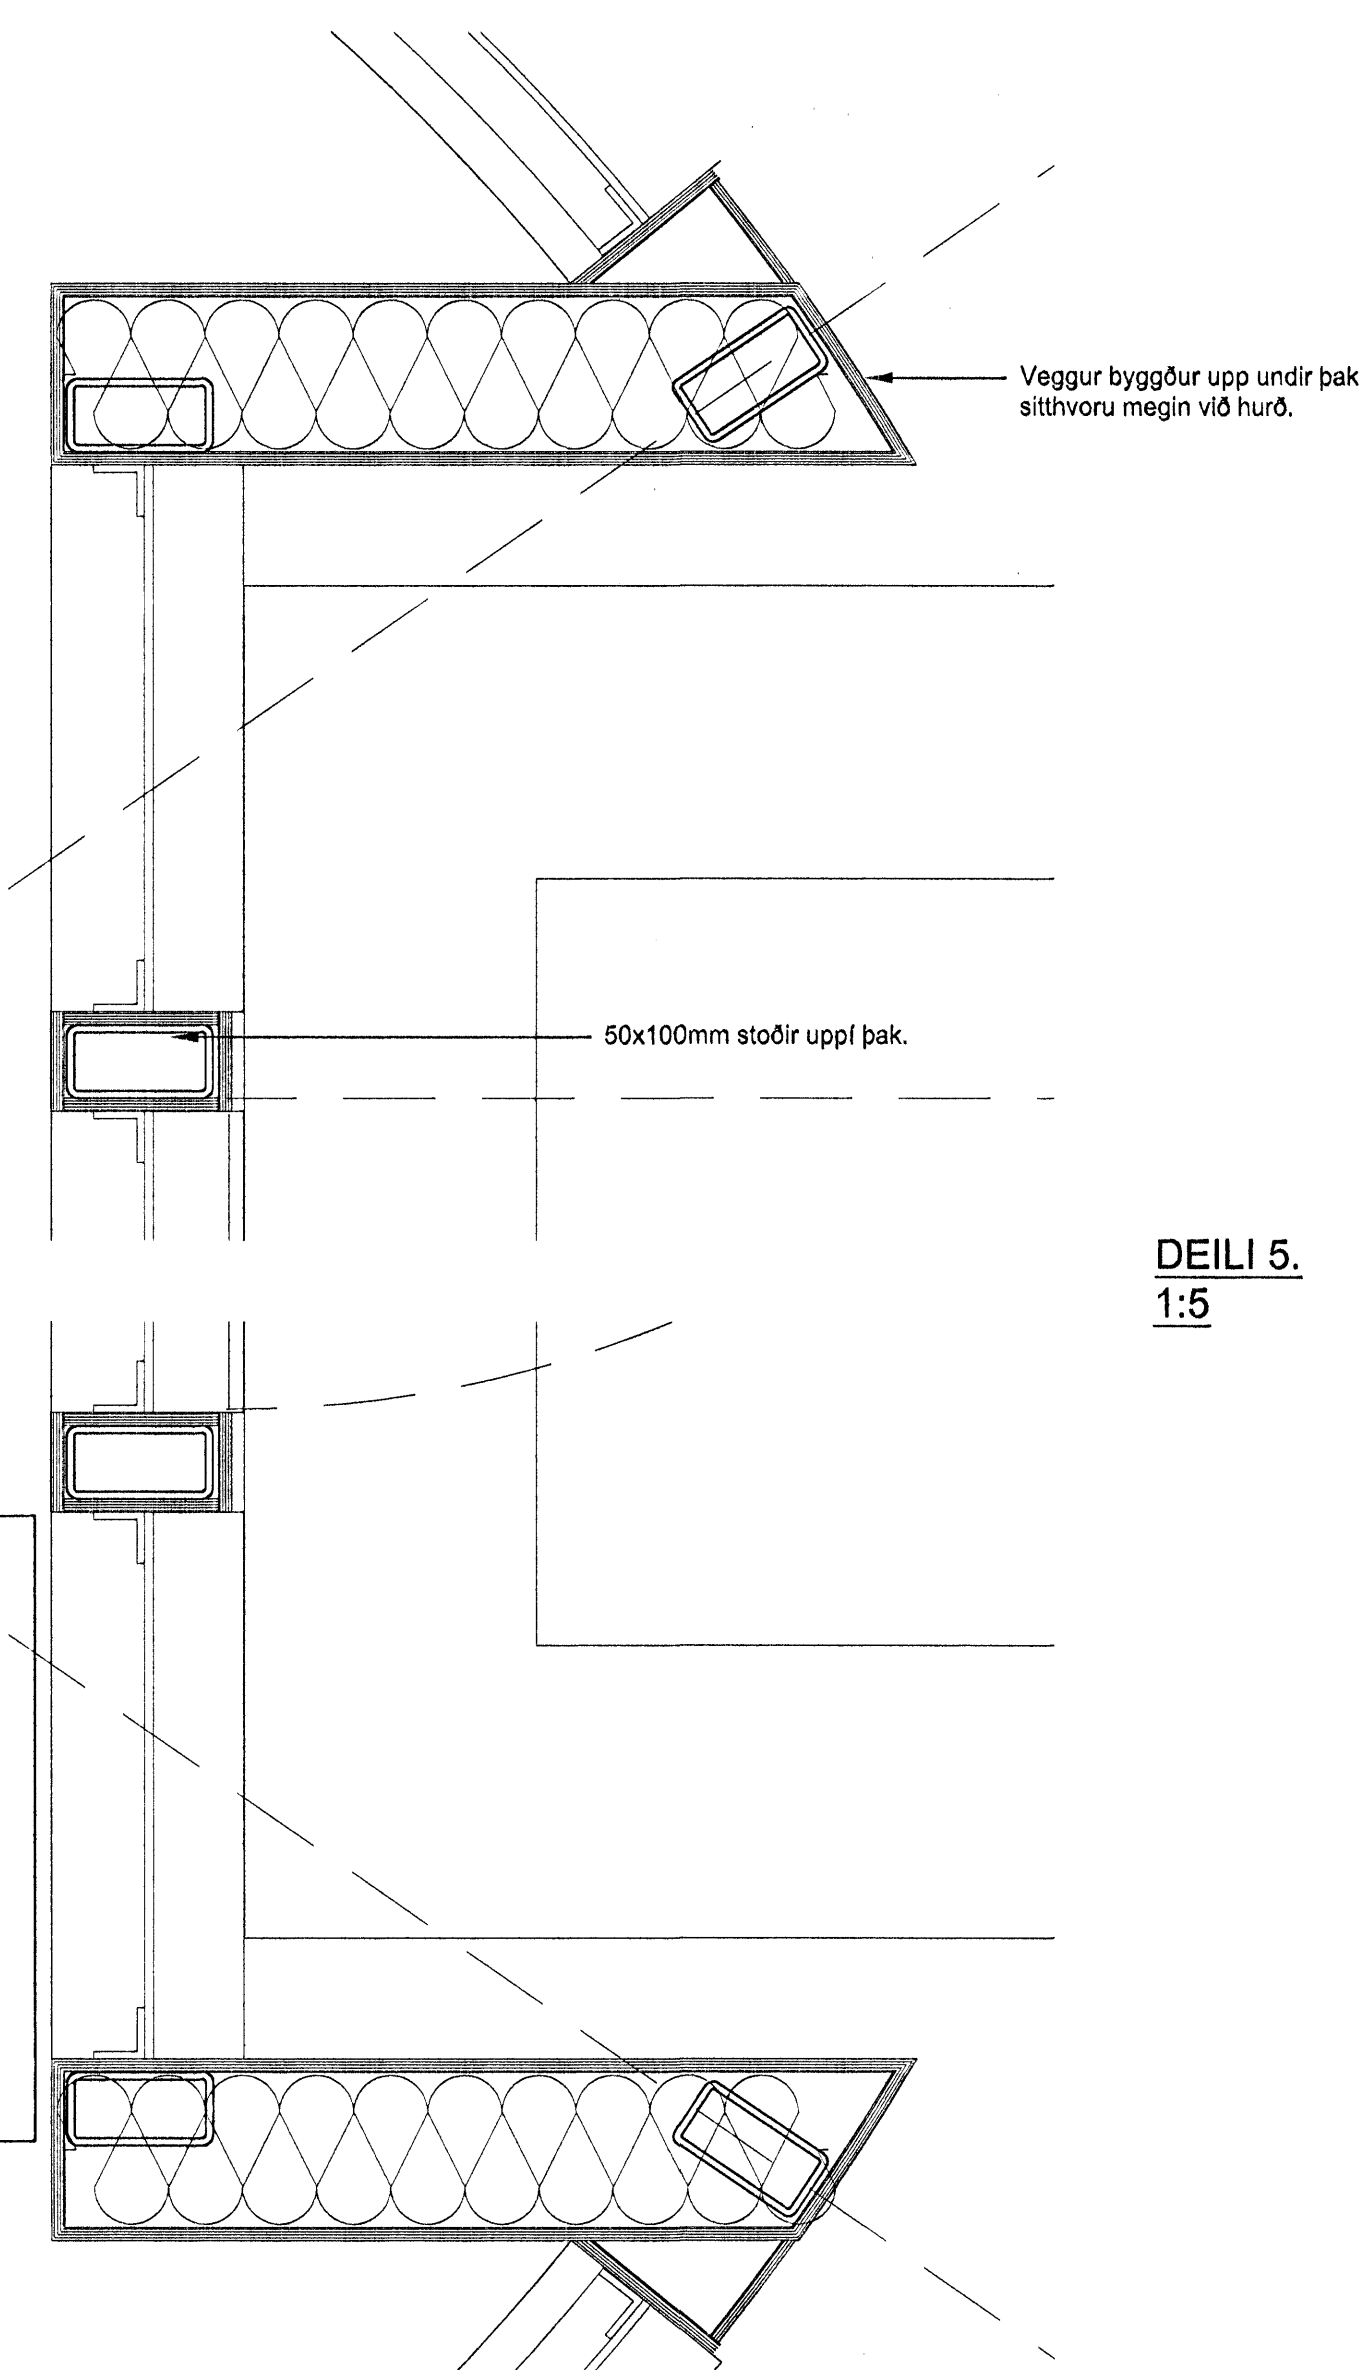 Veggur byggður upp undir þak
sitthvoru megin við hurð.
50x100mm stoðir uppí þak.
DEILI 5.
1:5